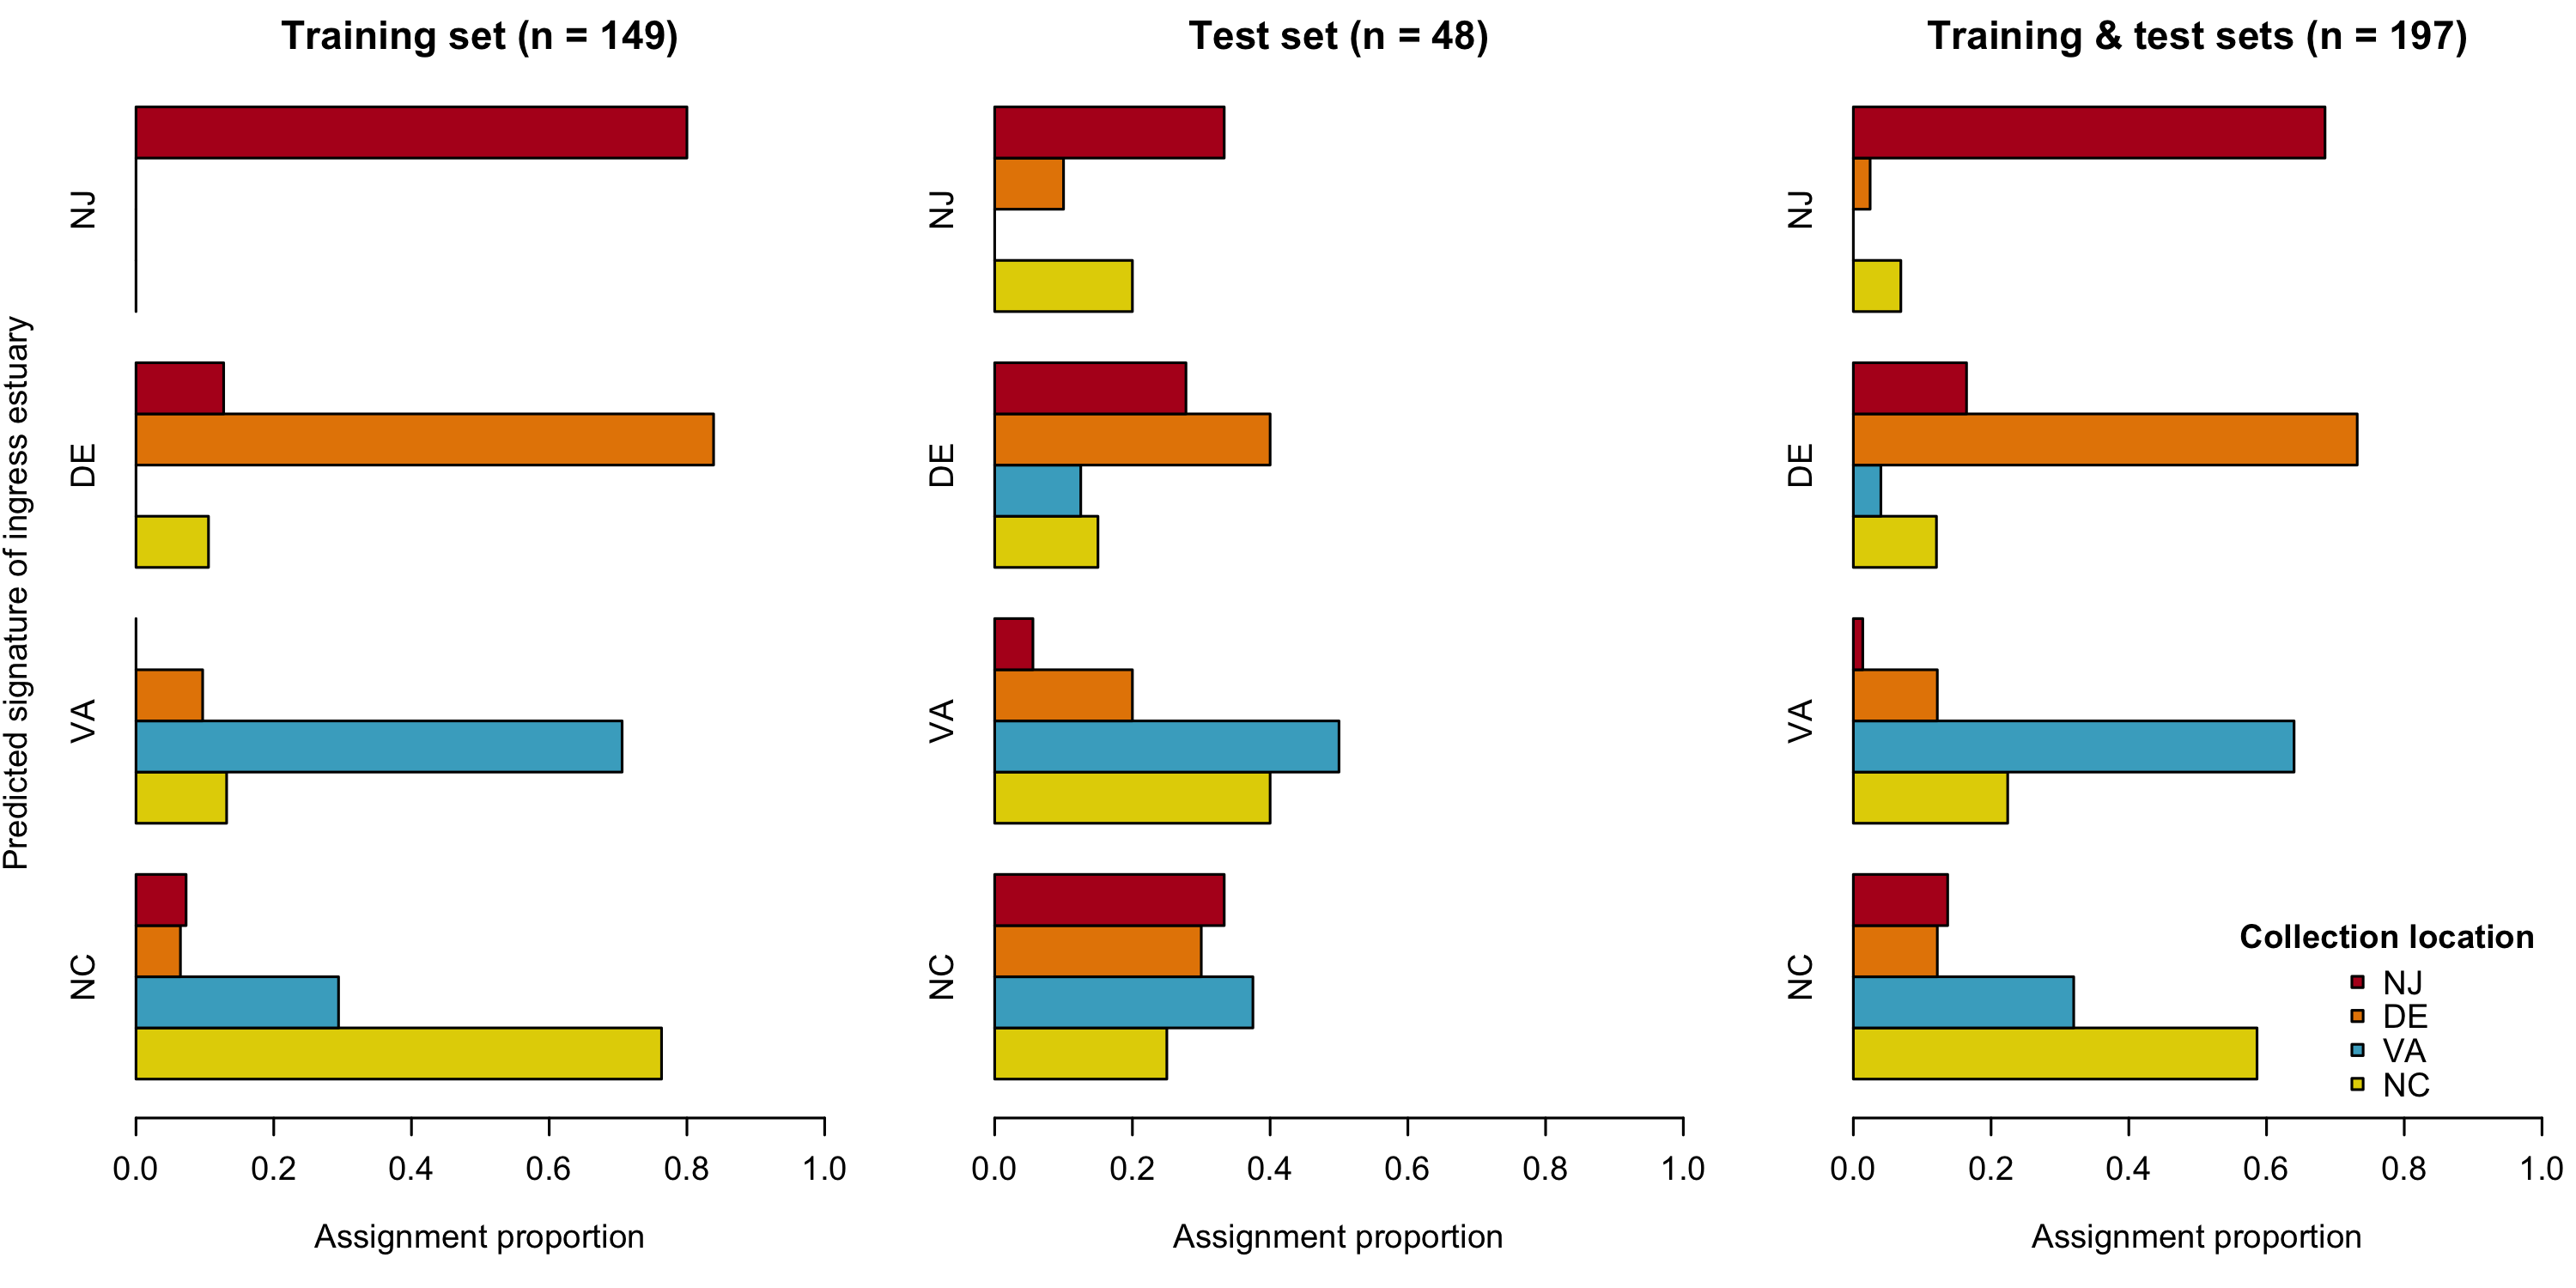 Training set (n = 149)
Test set (n = 48)
Training & test sets (n = 197)
Predicted signature of ingress estuary
NJ
DE
VA
NC
0.0 0.2 0.4 0.6 0.8 1.0
Assignment proportion
NJ
DE
VA
NC
0.0 0.2 0.4 0.6 0.8 1.0
Assignment proportion
NJ
DE
VA
NC
Collection location
NJ
DE
VA
NC
0.0 0.2 0.4 0.6 0.8 1.0
Assignment proportion